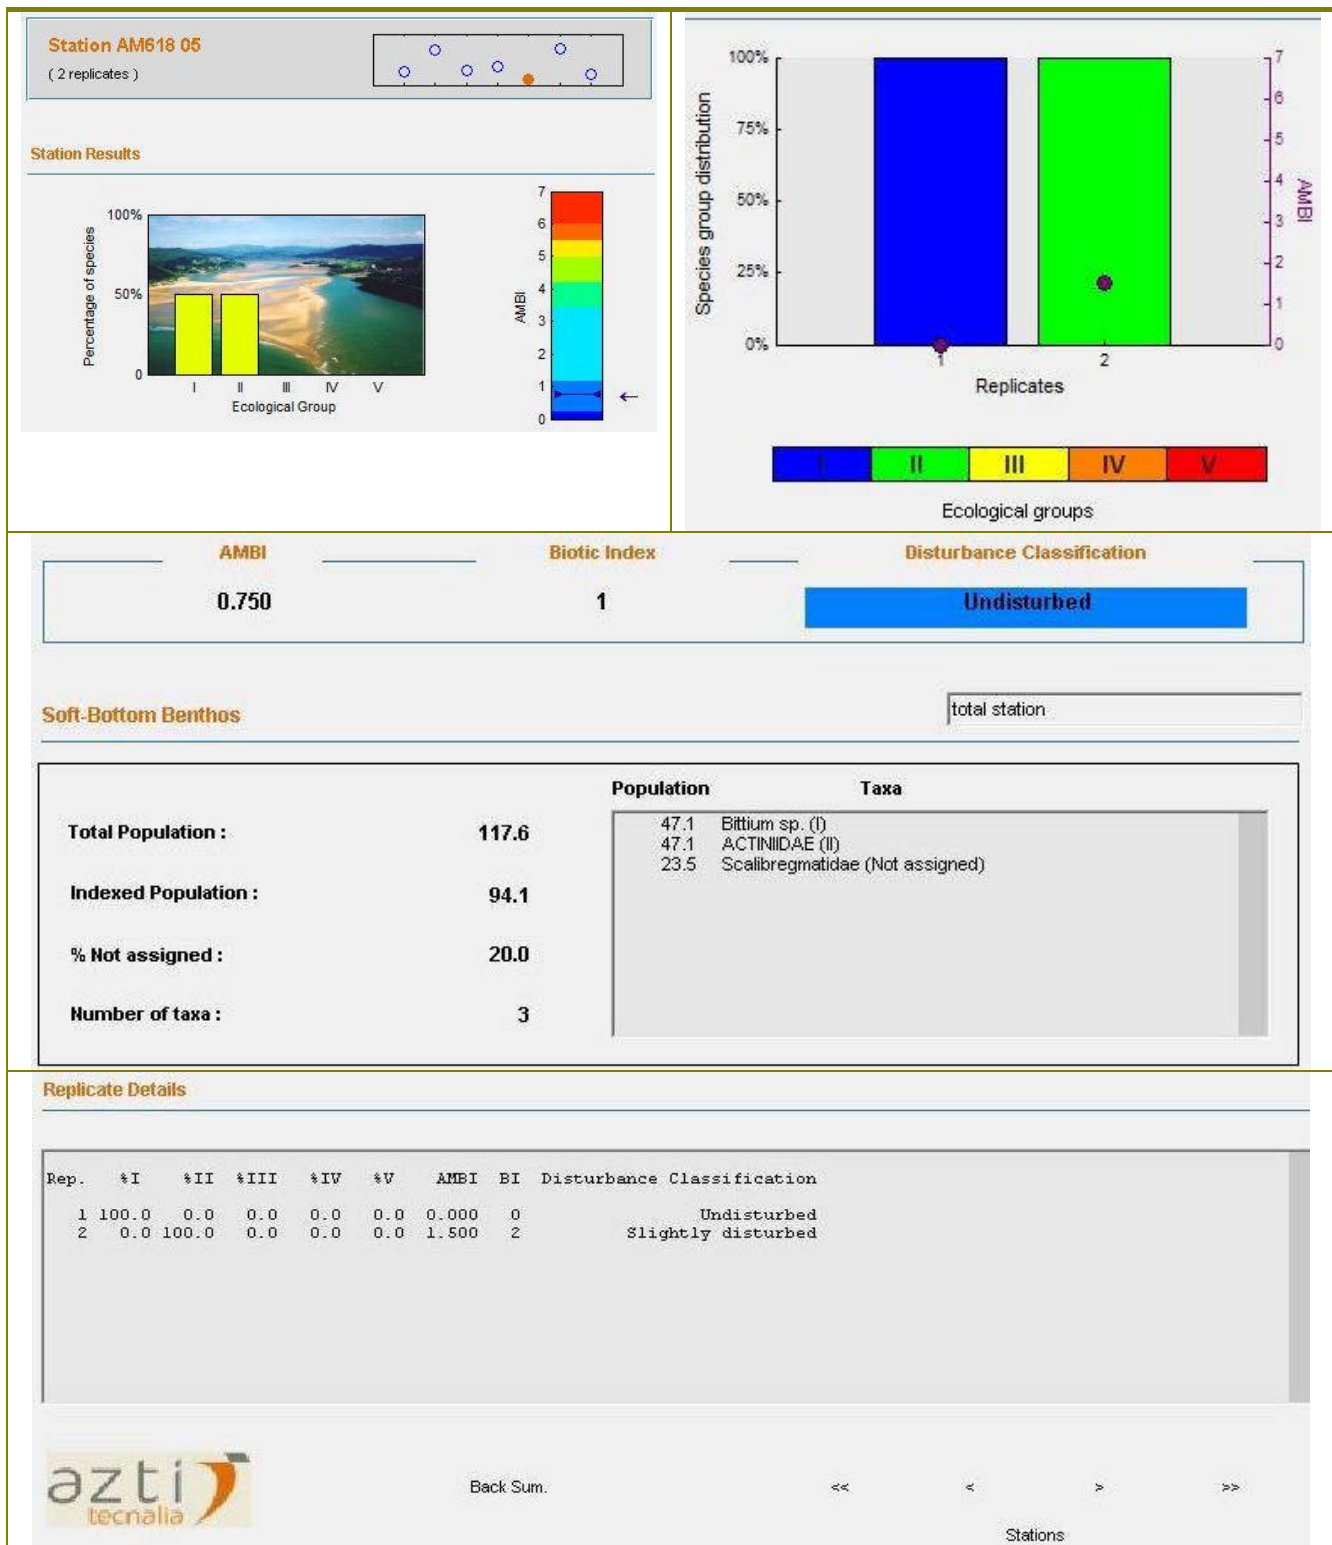 Station AM618 05
( 2 replicates )
Station Results
Percentage of species
100%
50%
0
I II III IV V
Ecological Group
AMBI
7
6
5
4
3
2
1
0
←
Species group distribution
100%
75%
50%
25%
0%
1 2
Replicates
7
6
5
4
3
2
1
0
AMBI
I II III IV V
Ecological groups
AMBI Biotic Index Disturbance Classification
0.750 1 Undisturbed
Soft-Bottom Benthos total station
Population Taxa
Total Population : 117.6
Indexed Population : 94.1
% Not assigned : 20.0
Number of taxa : 3
47.1 Bittium sp. (I)
47.1 ACTINIIDAE (II)
23.5 Scalibregmatidae (Not assigned)
Replicate Details
Rep. %I %II %III %IV %V AMBI BI Disturbance Classification
1 100.0 0.0 0.0 0.0 0.0 0.000 0 Undisturbed
2 0.0 100.0 0.0 0.0 0.0 1.500 2 Slightly disturbed
azti
tecnalia
Back Sum. << < > >>
Stations